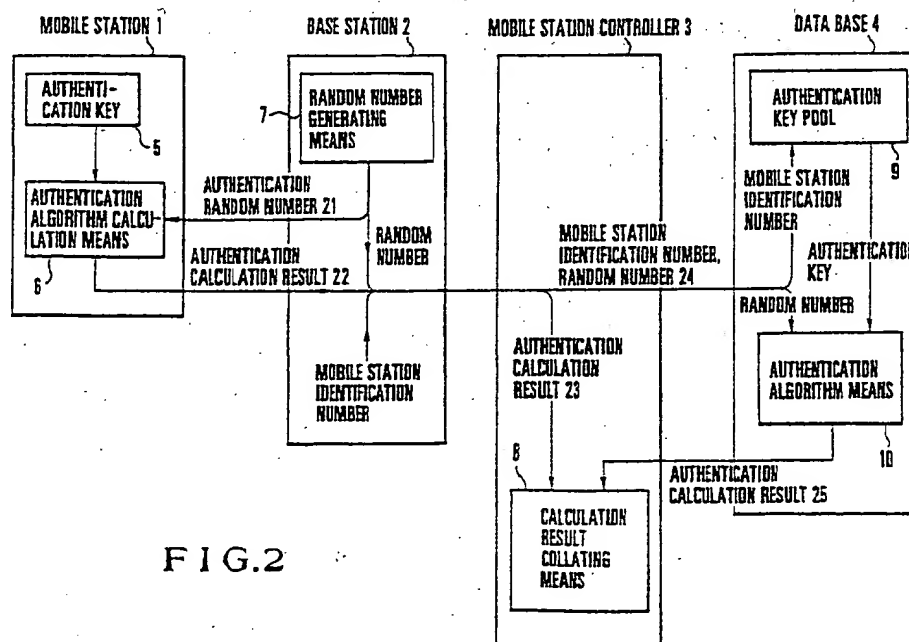 MOBILE STATION 1
BASE STATION 2
MOBILE STATION CONTROLLER 3
DATA BASE 4
AUTHENTI-
CATION KEY
5
AUTHENTICATION
ALGORITHM CALCU
LATION MEANS
6
7
RANDOM NUMBER
GENERATING
MEANS
AUTHENTICATION
RANDOM NUMBER 21
RANDOM
NUMBER
AUTHENTICATION
CALCULATION RESULT 22
MOBILE STATION
IDENTIFICATION
NUMBER
MOBILE STATION
IDENTIFICATION NUMBER,
RANDOM NUMBER 24
AUTHENTICATION
CALCULATION
RESULT 23
8
CALCULATION
RESULT
COLLATING
MEANS
AUTHENTICATION
KEY POOL
9
MOBILE STATION
IDENTIFICATION
NUMBER
AUTHENTICATION
KEY
RANDOM NUMBER
AUTHENTICATION
ALGORITHM MEANS
10
AUTHENTICATION
CALCULATION RESULT 25
FIG.2